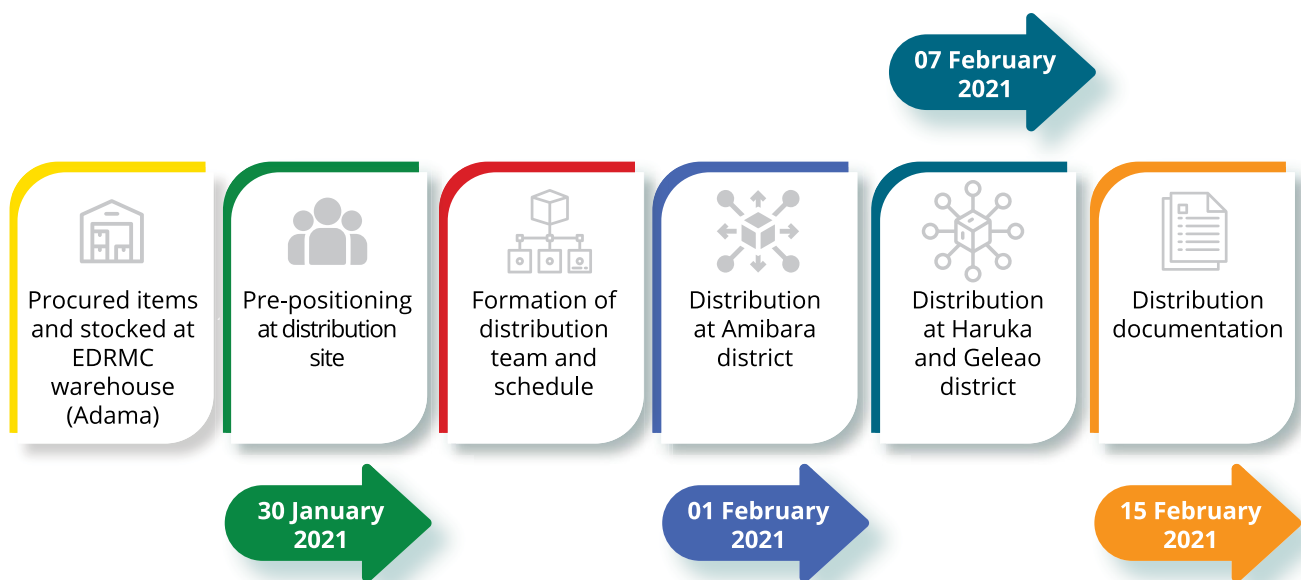 07 February
2021
Procured items
and stocked at
EDRMC
warehouse
(Adama)
Pre-positioning
at distribution
site
Formation of
distribution
team and
schedule
Distribution
at Amibara
district
Distribution
at Haruka
and Geleao
district
Distribution
documentation
30 January
2021
01 February
2021
15 February
2021